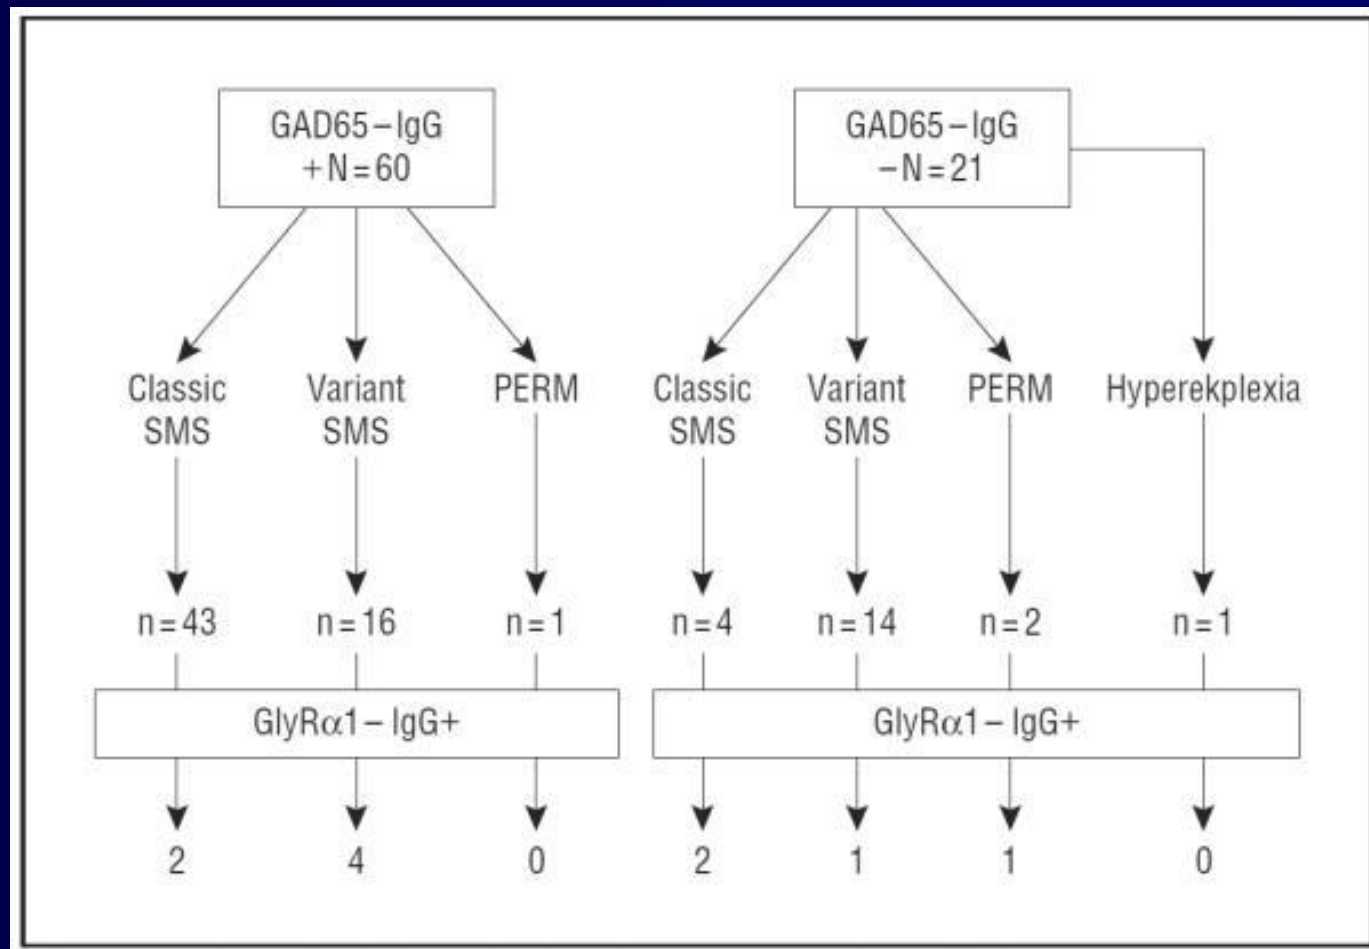 GAD65–IgG
+N=60
GAD65–IgG
–N=21
Classic
SMS
Variant
SMS
PERM
Classic
SMS
Variant
SMS
PERM
Hyperekplexia
n=43
n=16
n=1
n=4
n=14
n=2
n=1
GlyRα1–IgG+
GlyRα1–IgG+
2
4
0
2
1
1
0